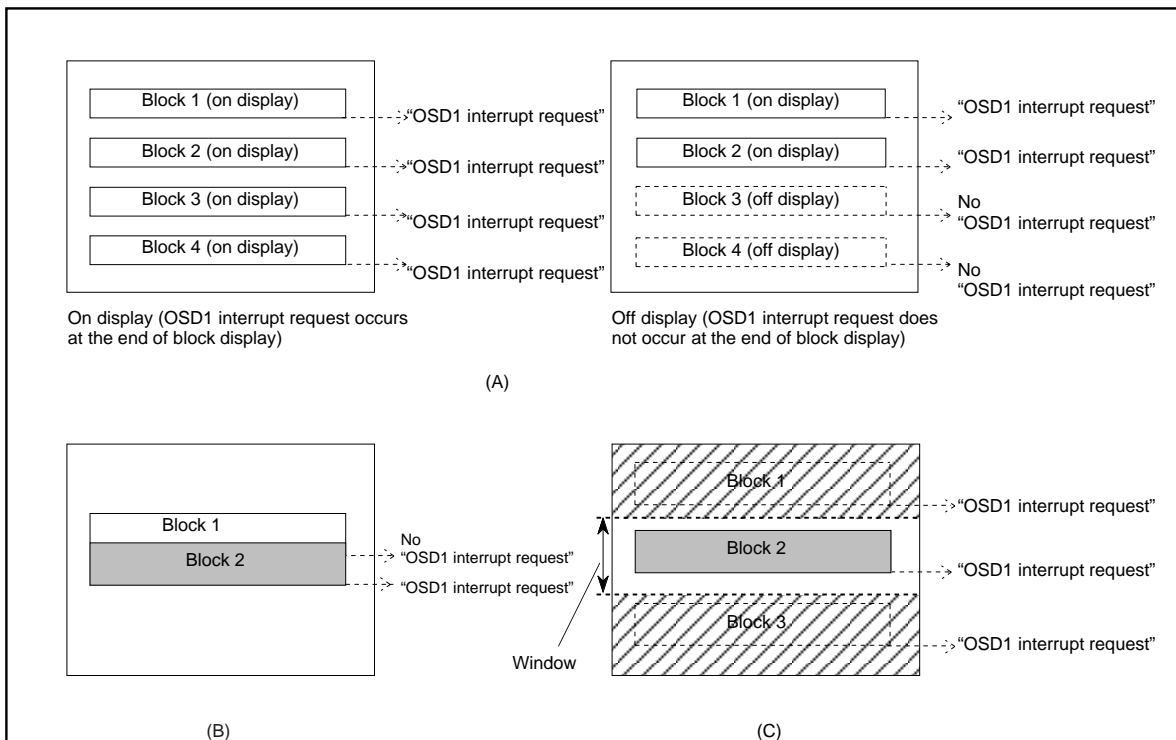 Block 1 (on display)
“OSD1 interrupt request”
Block 2 (on display)
“OSD1 interrupt request”
Block 3 (on display)
“OSD1 interrupt request”
Block 4 (on display)
“OSD1 interrupt request”
On display (OSD1 interrupt request occurs
at the end of block display)
Block 1 (on display)
“OSD1 interrupt request”
Block 2 (on display)
“OSD1 interrupt request”
Block 3 (off display)
No
“OSD1 interrupt request”
Block 4 (off display)
No
“OSD1 interrupt request”
Off display (OSD1 interrupt request does
not occur at the end of block display)
(A)
Block 1
Block 2
No
“OSD1 interrupt request”
“OSD1 interrupt request”
(B)
Block 1
“OSD1 interrupt request”
Block 2
“OSD1 interrupt request”
Block 3
“OSD1 interrupt request”
Window
(C)